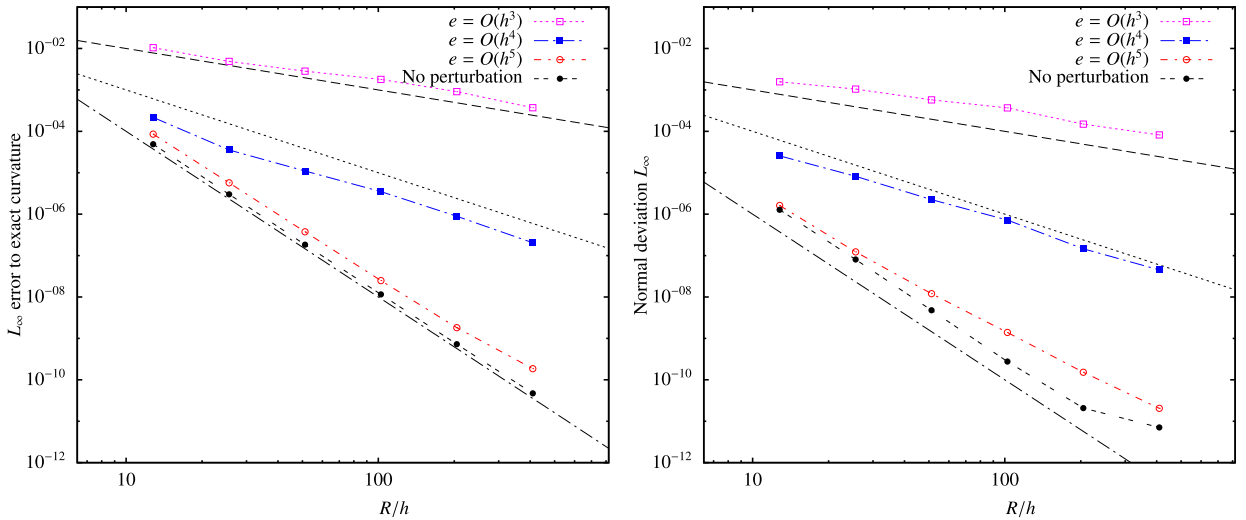 e = O(h³)
e = O(h⁴)
e = O(h⁵)
No perturbation
10⁻⁰²
10⁻⁰⁴
10⁻⁰⁶
10⁻⁰⁸
10⁻¹⁰
10⁻¹²
L∞ error to exact curvature
10
100
R/h
e = O(h³)
e = O(h⁴)
e = O(h⁵)
No perturbation
10⁻⁰²
10⁻⁰⁴
10⁻⁰⁶
10⁻⁰⁸
10⁻¹⁰
10⁻¹²
Normal deviation L∞
10
100
R/h